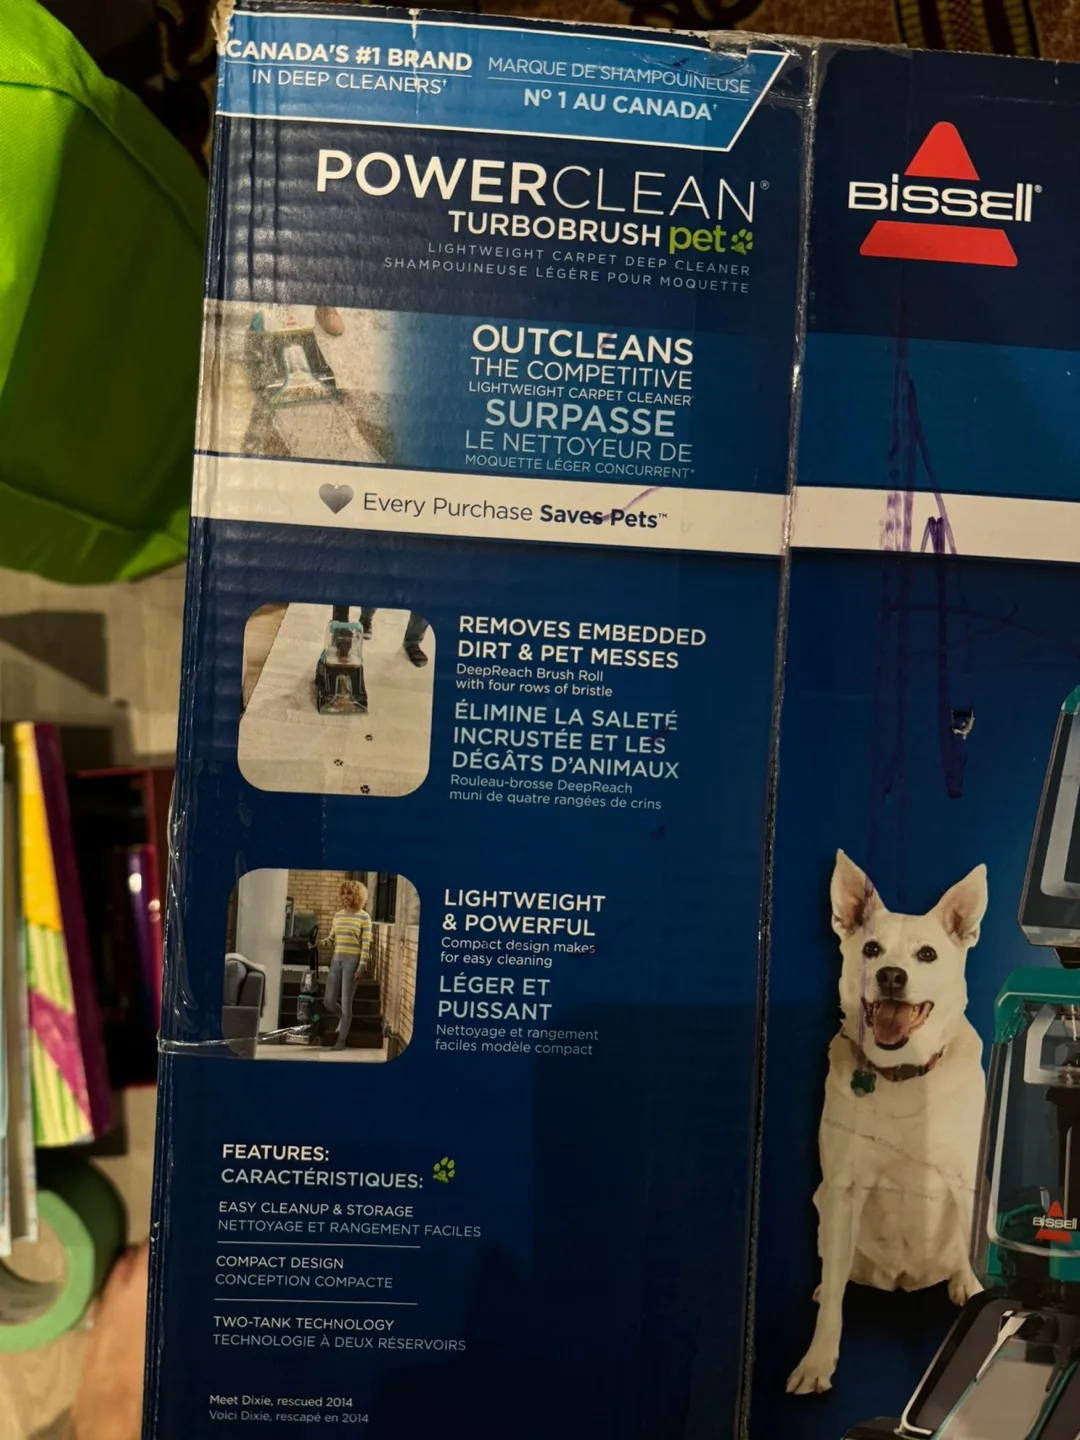 CANADA'S #1 BRAND
IN DEEP CLEANERS†
MARQUE DE SHAMPOUINEUSE
N° 1 AU CANADA†
POWERCLEAN®
TURBOBRUSH pet
LIGHTWEIGHT CARPET DEEP CLEANER
SHAMPOUINEUSE LÉGÈRE POUR MOQUETTE
OUTCLEANS
THE COMPETITIVE
LIGHTWEIGHT CARPET CLEANER*
SURPASSE
LE NETTOYEUR DE
MOQUETTE LÉGER CONCURRENT*
Every Purchase Saves Pets™
REMOVES EMBEDDED
DIRT & PET MESSES
DeepReach Brush Roll
with four rows of bristle
ÉLIMINE LA SALETÉ
INCRUSTÉE ET LES
DÉGÂTS D'ANIMAUX
Rouleau-brosse DeepReach
muni de quatre rangées de crins
LIGHTWEIGHT
& POWERFUL
Compact design makes
for easy cleaning
LÉGER ET
PUISSANT
Nettoyage et rangement
faciles modèle compact
FEATURES:
CARACTÉRISTIQUES:
EASY CLEANUP & STORAGE
NETTOYAGE ET RANGEMENT FACILES
COMPACT DESIGN
CONCEPTION COMPACTE
TWO-TANK TECHNOLOGY
TECHNOLOGIE À DEUX RÉSERVOIRS
Meet Dixie, rescued 2014
Voici Dixie, rescapé en 2014
BISSELL®
BISSELL